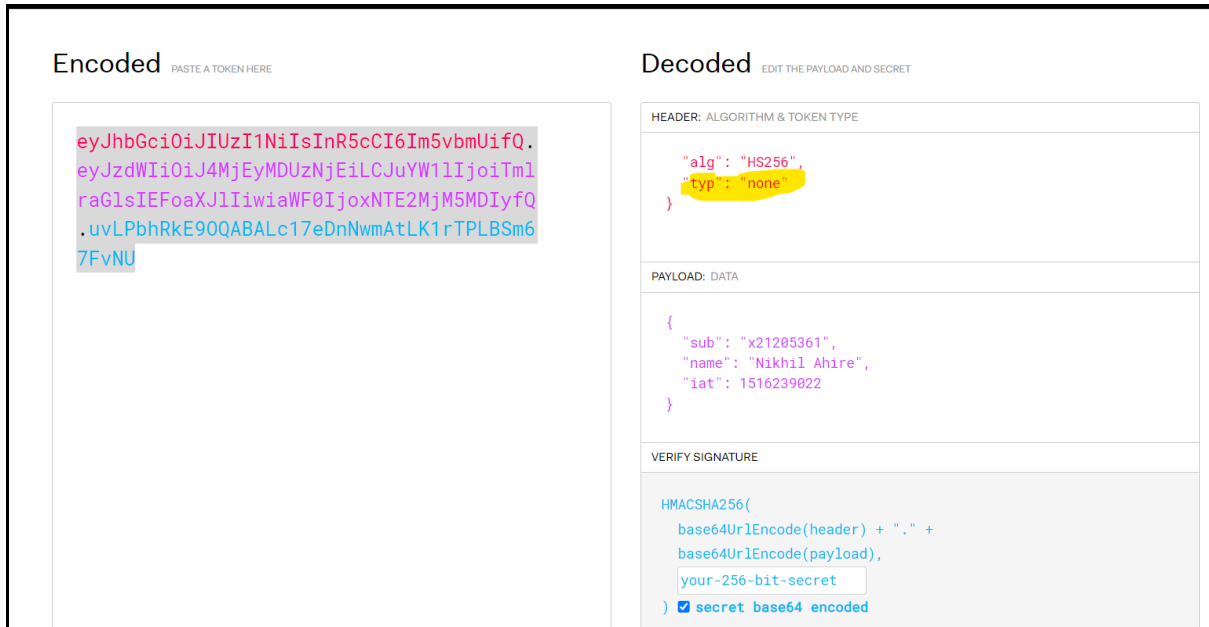 Encoded PASTE A TOKEN HERE
eyJhbGciOiJIUzI1NiIsInR5cCI6Im5vbmUifQ.
eyJzdWIiOiJ4MjEyMDUzNjEiLCJuYW1lIjoiTml
raGlsIEFoaXJlIiwiaWF0IjoxNTE2MjM5MDIyfQ
.uvLPbhRkE9OQABALc17eDnNwmAtLK1rTPLBSm6
7FvNU
Decoded EDIT THE PAYLOAD AND SECRET
HEADER: ALGORITHM & TOKEN TYPE
"alg": "HS256",
"typ": "none"
}
PAYLOAD: DATA
{
"sub": "x21205361",
"name": "Nikhil Ahire",
"iat": 1516239022
}
VERIFY SIGNATURE
HMACSHA256(
base64UrlEncode(header) + "." +
base64UrlEncode(payload),
your-256-bit-secret
) secret base64 encoded